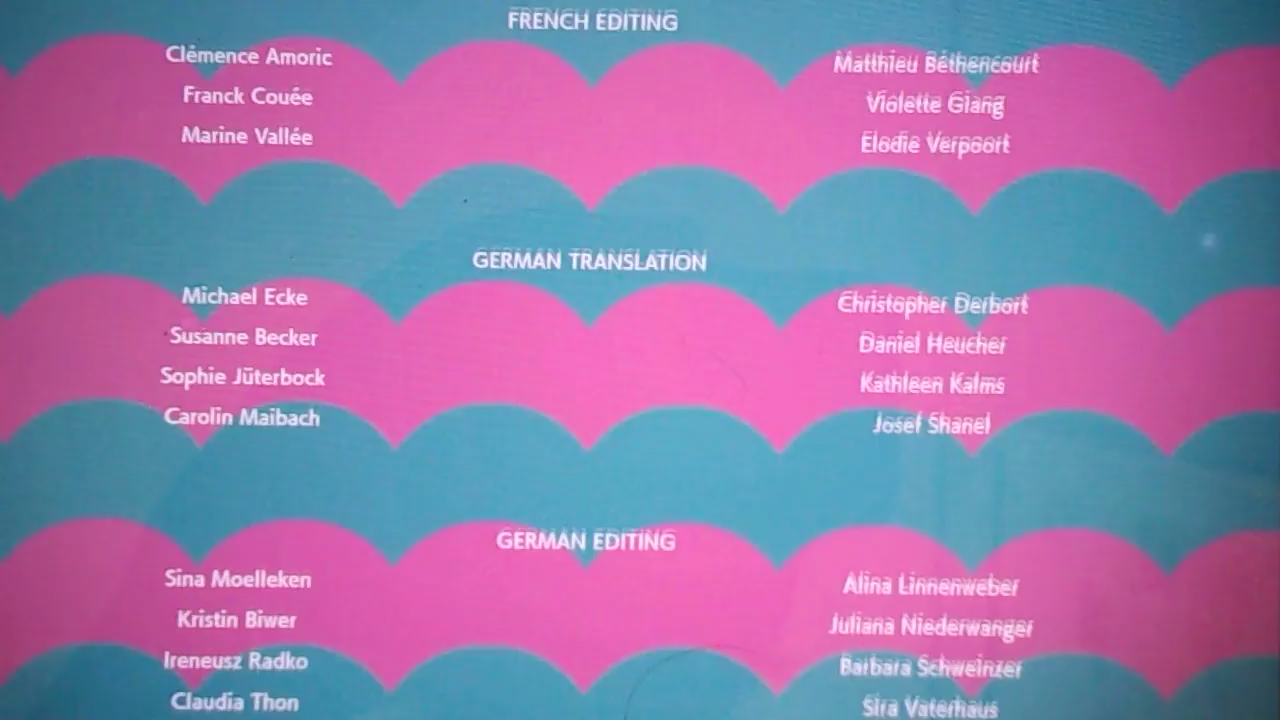 FRENCH EDITING
Clémence Amoric Matthieu Béthencourt
Franck Couée Violette Giang
Marine Vallée Elodie Verpoort
GERMAN TRANSLATION
Michael Ecke Christopher Derbort
Susanne Becker Daniel Heucher
Sophie Jüterbock Kathleen Kalms
Carolin Maibach Josef Shanel
GERMAN EDITING
Sina Moelleken Alina Linnenweber
Kristin Biwer Juliana Niederwanger
Ireneusz Radko Barbara Schweinzer
Claudia Thon Sira Vaterhaus